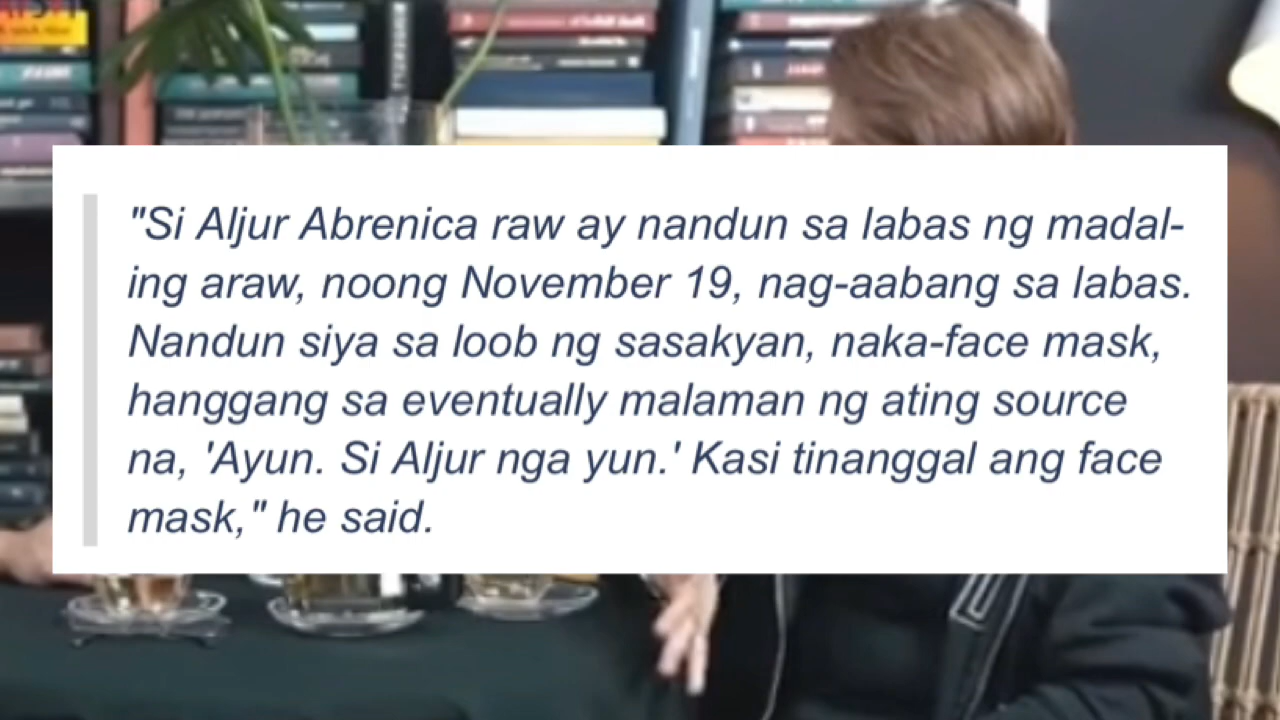 "Si Aljur Abrenica raw ay nandun sa labas ng madal-
ing araw, noong November 19, nag-aabang sa labas.
Nandun siya sa loob ng sasakyan, naka-face mask,
hanggang sa eventually malaman ng ating source
na, 'Ayun. Si Aljur nga yun.' Kasi tinanggal ang face
mask," he said.